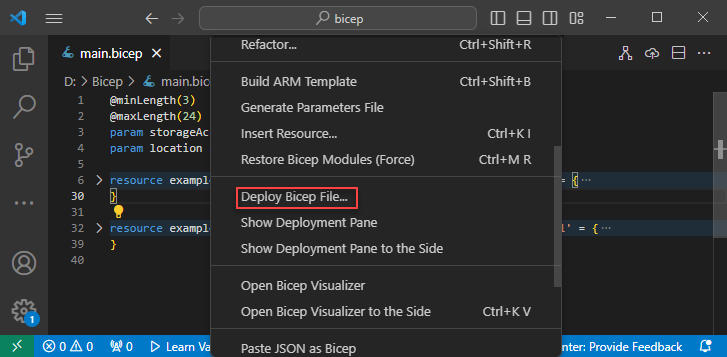 bicep
main.bicep
D: > Bicep > main.bice
Refactor... Ctrl+Shift+R
Build ARM Template Ctrl+Shift+B
Generate Parameters File
Insert Resource... Ctrl+K I
Restore Bicep Modules (Force) Ctrl+M R
Deploy Bicep File...
Show Deployment Pane
Show Deployment Pane to the Side
Open Bicep Visualizer
Open Bicep Visualizer to the Side Ctrl+K V
Paste JSON as Bicep
1 @minLength(3)
2 @maxLength(24)
3 param storageAc
4 param location
5
6 resource example = {···
30 }
31
32 resource example l' = {···
39 }
40
1
0 0 0 Learn Va nter: Provide Feedback